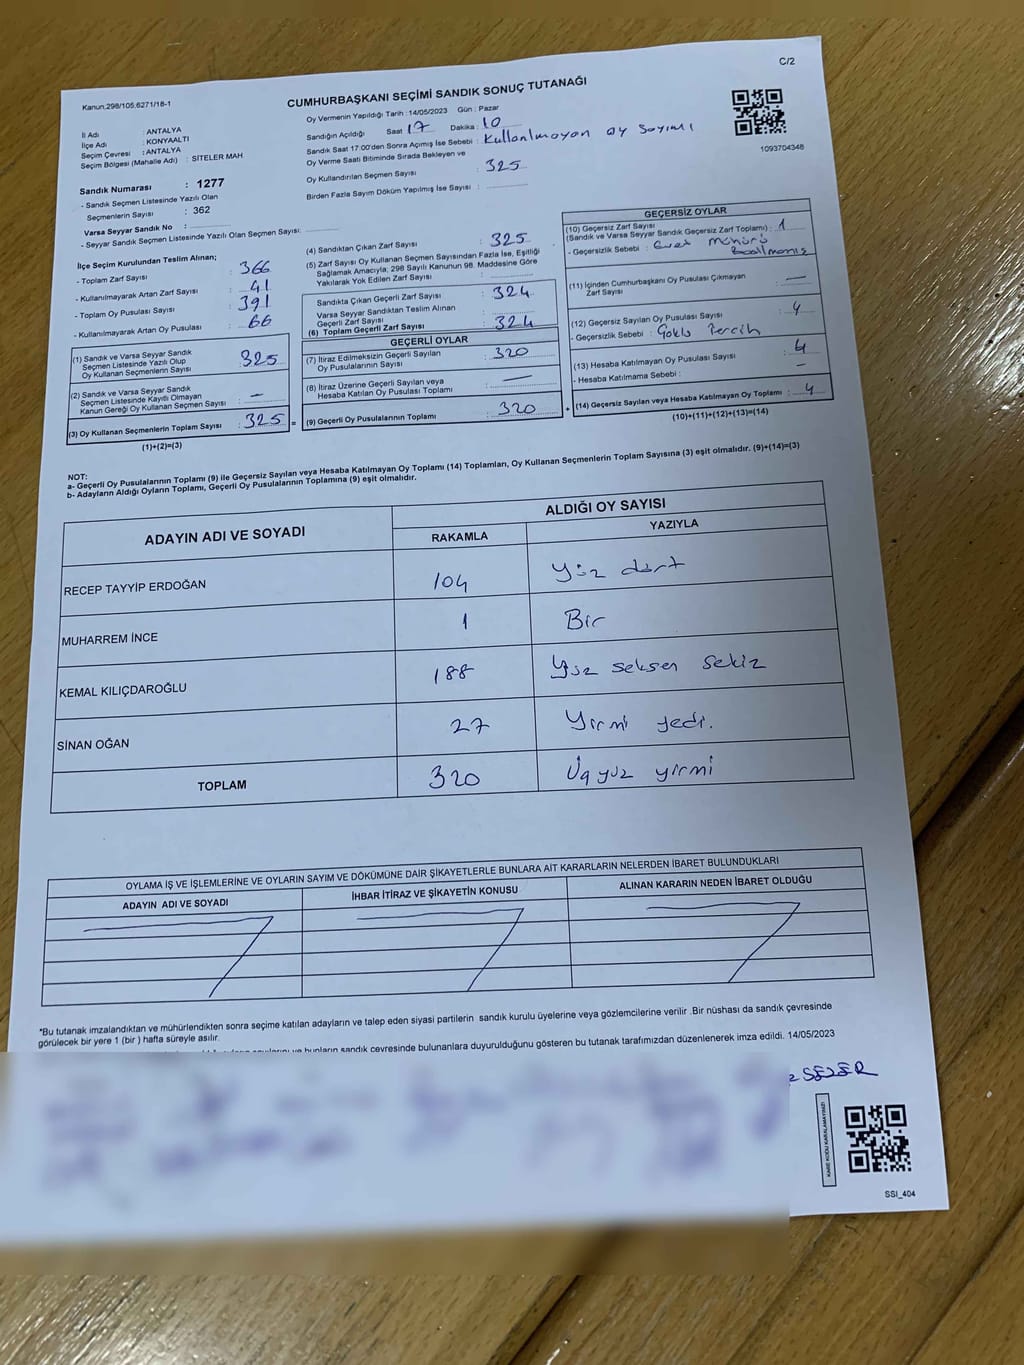 C/2
Kanun.298/105,6271/18-1
CUMHURBAŞKANI SEÇİMİ SANDIK SONUÇ TUTANAĞI
İl Adı : ANTALYA
İlçe Adı : KONYAALTI
Seçim Çevresi : ANTALYA
Seçim Bölgesi (Mahalle Adı) : SİTELER MAH
Oy Vermenin Yapıldığı Tarih :14/05/2023 Gün : Pazar
Sandığın Açıldığı Saat 17 Dakika : 10
Sandık Saat 17:00'den Sonra Açımış İse Sebebi : Kullanılmayan oy sayımı
Oy Verme Saati Bitiminde Sırada Bekleyen ve
Oy Kullandırılan Seçmen Sayısı : 325
Birden Fazla Sayım Döküm Yapılmış İse Sayısı :
1093704348
Sandık Numarası : 1277
- Sandık Seçmen Listesinde Yazılı Olan
Seçmenlerin Sayısı : 362
Varsa Seyyar Sandık No :
- Seyyar Sandık Seçmen Listesinde Yazılı Olan Seçmen Sayısı:
İlçe Seçim Kurulundan Teslim Alınan;
- Toplam Zarf Sayısı : 366
- Kullanılmayarak Artan Zarf Sayısı : 41
- Toplam Oy Pusulası Sayısı : 391
- Kullanılmayarak Artan Oy Pusulası : 66
(1) Sandık ve Varsa Seyyar Sandık
Seçmen Listesinde Yazılı Olup
Oy Kullanan Seçmenlerin Sayısı : 325
(2) Sandık ve Varsa Seyyar Sandık
Seçmen Listesinde Kayıtlı Olmayan
Kanun Gereği Oy Kullanan Seçmen Sayısı : —
(3) Oy Kullanan Seçmenlerin Toplam Sayısı : 325
(1)+(2)=(3)
(4) Sandıktan Çıkan Zarf Sayısı : 325
(5) Zarf Sayısı Oy Kullanan Seçmen Sayısından Fazla İse, Eşitliği
Sağlamak Amacıyla; 298 Sayılı Kanunun 98. Maddesine Göre
Yakılarak Yok Edilen Zarf Sayısı :
Sandıkta Çıkan Geçerli Zarf Sayısı : 324
Varsa Seyyar Sandıktan Teslim Alınan
Geçerli Zarf Sayısı :
(6) Toplam Geçerli Zarf Sayısı : 324
GEÇERLİ OYLAR
(7) İtiraz Edilmeksizin Geçerli Sayılan
Oy Pusulasının Sayısı : 320
(8) İtiraz Üzerine Geçerli Sayılan veya
Hesaba Katılan Oy Pusulası Toplamı : —
= (9) Geçerli Oy Pusulalarının Toplamı : 320 +
GEÇERSİZ OYLAR
(10) Geçersiz Zarf Sayısı
(Sandık ve Varsa Seyyar Sandık Geçersiz Zarf Toplamı) : 1
- Geçersizlik Sebebi : Evet mührü
Basılmamış
(11) İçinden Cumhurbaşkanı Oy Pusulası Çıkmayan
Zarf Sayısı : —
(12) Geçersiz Sayılan Oy Pusulası Sayısı : 4
- Geçersizlik Sebebi : Çoklu Tercih
(13) Hesaba Katılmayan Oy Pusulası Sayısı : 4
- Hesaba Katılmama Sebebi : —
(14) Geçersiz Sayılan veya Hesaba Katılmayan Oy Toplamı : 4
(10)+(11)+(12)+(13)=(14)
NOT:
a- Geçerli Oy Pusulalarının Toplamı (9) ile Geçersiz Sayılan veya Hesaba Katılmayan Oy Toplamı (14) Toplamları, Oy Kullanan Seçmenlerin Toplam Sayısına (3) eşit olmalıdır. (9)+(14)=(3)
b- Adayların Aldığı Oyların Toplamı, Geçerli Oy Pusulalarının Toplamına (9) eşit olmalıdır.
ADAYIN ADI VE SOYADI
ALDIĞI OY SAYISI
RAKAMLA YAZIYLA
RECEP TAYYİP ERDOĞAN 104 Yüz dört
MUHARREM İNCE 1 Bir
KEMAL KILIÇDAROĞLU 188 Yüz seksen sekiz
SİNAN OĞAN 27 Yirmi yedi.
TOPLAM 320 Üç yüz yirmi
OYLAMA İŞ VE İŞLEMLERİNE VE OYLARIN SAYIM VE DÖKÜMÜNE DAİR ŞİKAYETLERLE BUNLARA AİT KARARLARIN NELERDEN İBARET BULUNDUKLARI
ADAYIN ADI VE SOYADI İHBAR İTİRAZ VE ŞİKAYETİN KONUSU ALINAN KARARIN NEDEN İBARET OLDUĞU
*Bu tutanak imzalandıktan ve mühürlendikten sonra seçime katılan adayların ve talep eden siyasi partilerin sandık kurulu üyelerine veya gözlemcilerine verilir .Bir nüshası da sandık çevresinde
görülecek bir yere 1 (bir ) hafta süreyle asılır.
bunların sandık çevresinde bulunanlara duyurulduğunu gösteren bu tutanak tarafımızdan düzenlenerek imza edildi. 14/05/2023
SEZER
KARE KODU KARALAMAYINIZ!
SSI_404